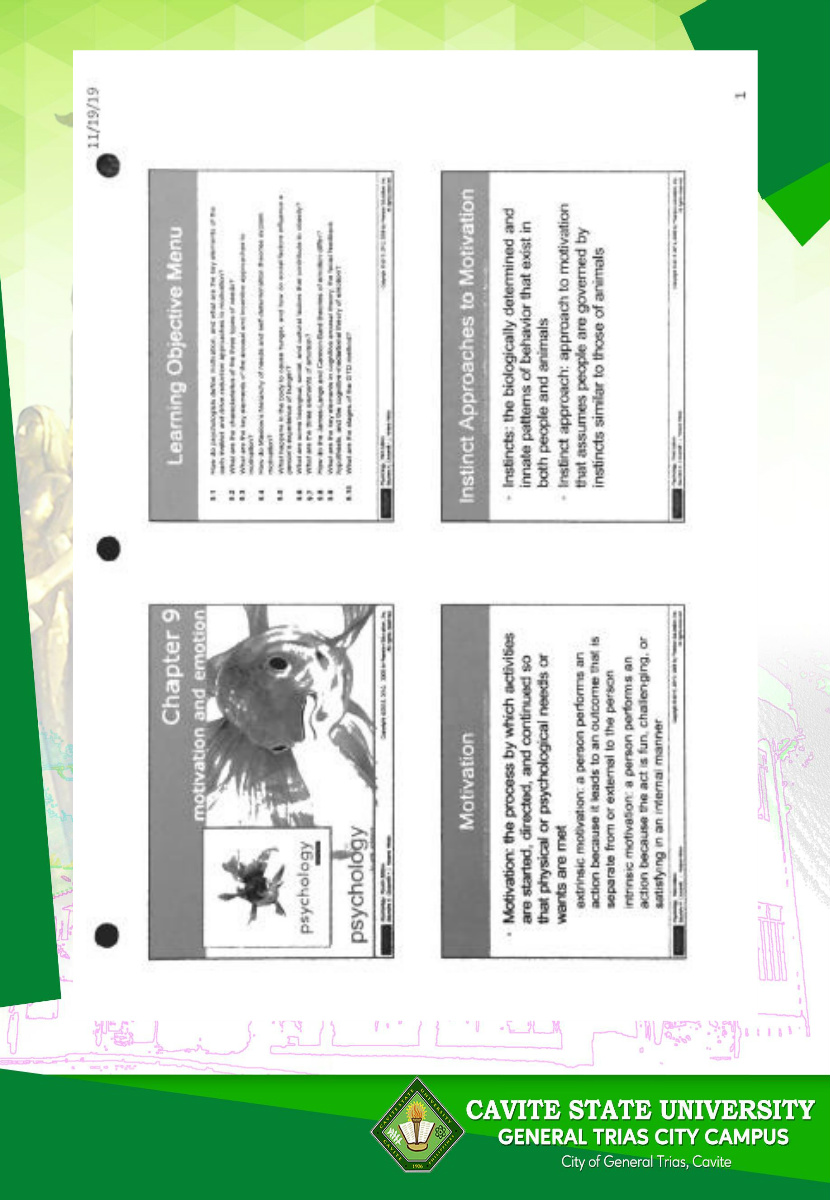 11/19/19
Chapter 9
motivation and emotion
psychology
psychology
Learning Objective Menu
9.1 How do psychologists define motivation, and what are the key elements of the
early instinct and drive-reduction approaches to motivation?
9.2 What are the characteristics of the three types of needs?
9.3 What are the key elements of the arousal and incentive approaches to
motivation?
9.4 How do Maslow's hierarchy of needs and self-determination theories explain
motivation?
9.5 What happens in the body to cause hunger, and how do social factors influence a
person's experience of hunger?
9.6 What are some biological, social, and cultural factors that contribute to obesity?
9.7 What are the three elements of emotion?
9.8 How do the James-Lange and Cannon-Bard theories of emotion differ?
9.9 What are the key elements in cognitive arousal theory, the facial feedback
hypothesis, and the cognitive-mediational theory of emotion?
9.10 What are the stages of the GTD method?
Motivation
• Motivation: the process by which activities
are started, directed, and continued so
that physical or psychological needs or
wants are met
extrinsic motivation: a person performs an
action because it leads to an outcome that is
separate from or external to the person
intrinsic motivation: a person performs an
action because the act is fun, challenging, or
satisfying in an internal manner
Instinct Approaches to Motivation
• Instincts: the biologically determined and
innate patterns of behavior that exist in
both people and animals
• Instinct approach: approach to motivation
that assumes people are governed by
instincts similar to those of animals
1
CAVITE STATE UNIVERSITY
GENERAL TRIAS CITY CAMPUS
City of General Trias, Cavite